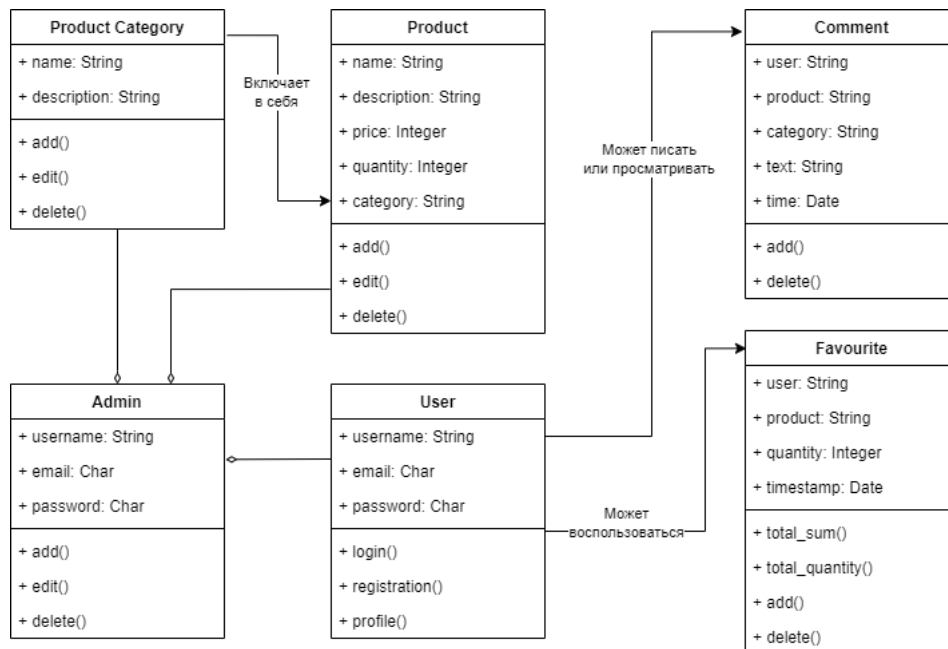 Product Category
+ name: String
+ description: String
+ add()
+ edit()
+ delete()
Включает
в себя
Product
+ name: String
+ description: String
+ price: Integer
+ quantity: Integer
+ category: String
+ add()
+ edit()
+ delete()
Может писать
или просматривать
Comment
+ user: String
+ product: String
+ category: String
+ text: String
+ time: Date
+ add()
+ delete()
Admin
+ username: String
+ email: Char
+ password: Char
+ add()
+ edit()
+ delete()
User
+ username: String
+ email: Char
+ password: Char
+ login()
+ registration()
+ profile()
Может
воспользоваться
Favourite
+ user: String
+ product: String
+ quantity: Integer
+ timestamp: Date
+ total_sum()
+ total_quantity()
+ add()
+ delete()